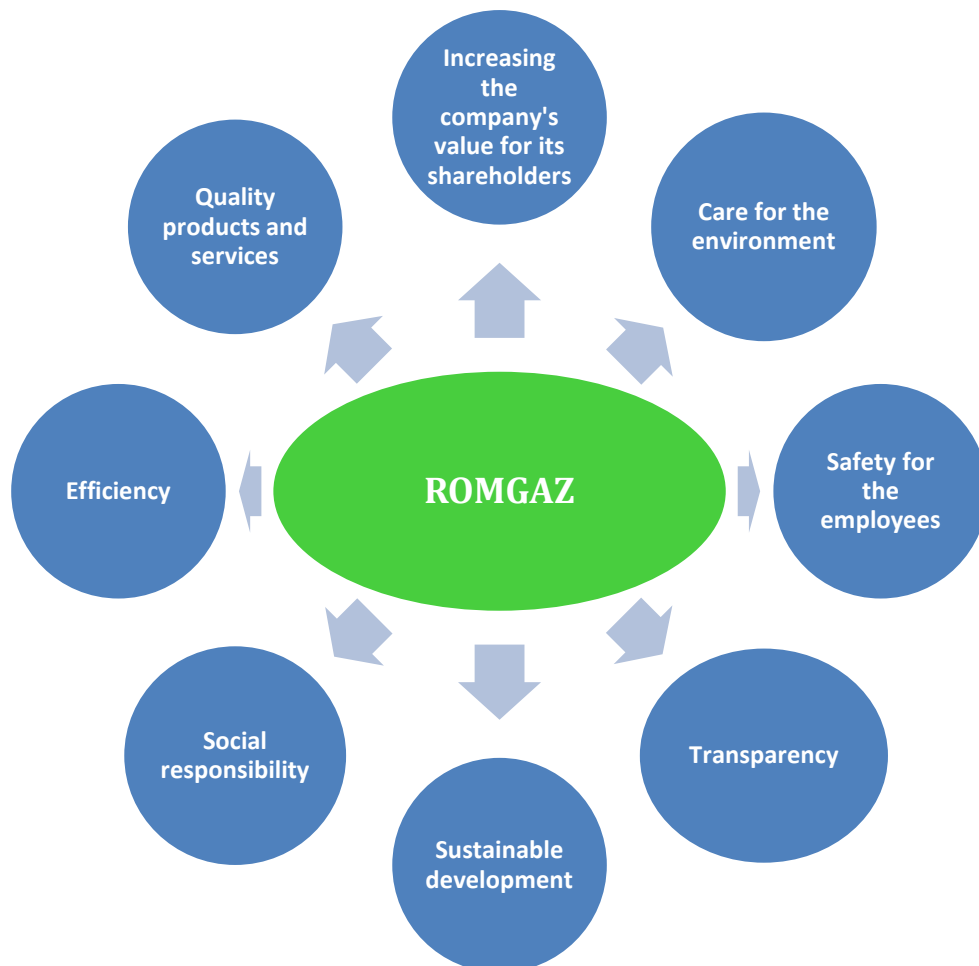 Increasing
the
company's
value for its
shareholders
Care for the
environment
Safety for
the
employees
Transparency
Sustainable
development
Social
responsibility
Efficiency
Quality
products and
services
ROMGAZ